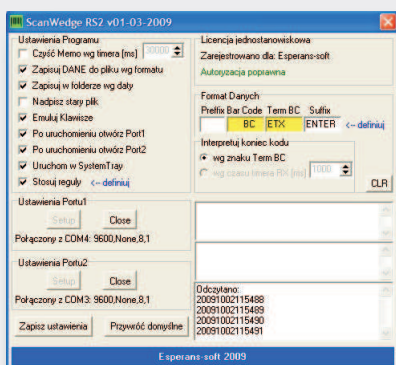 ScanWedge RS2 v01-03-2009
Ustawienia Programu
Czyść Memo wg timera [ms] 30000
Zapisuj DANE do pliku wg formatu
Zapisuj w folderze wg daty
Nadpisz stary plik
Emuluj Klawisze
Po uruchomieniu otwórz Port1
Po uruchomieniu otwórz Port2
Uruchom w SystemTray
Stosuj reguły <-- definiuj
Licencja jednostanowiskowa
Zarejestrowano dla: Esperans-soft
Autoryzacja poprawna
Format Danych
Preffix Bar Code Term BC Suffix
BC ETX ENTER <-- definiuj
Interpretuj koniec kodu
wg znaku Term BC
wg czasu timera RX [ms] 1000
CLR
Ustawienia Portu1
Setup Close
Połączony z COM4: 9600,None,8,1
Ustawienia Portu2
Setup Close
Połączony z COM3: 9600,None,8,1
Zapisz ustawienia Przywróć domyślne
Odczytano:
20091002115488
20091002115489
20091002115490
20091002115491
Esperans-soft 2009